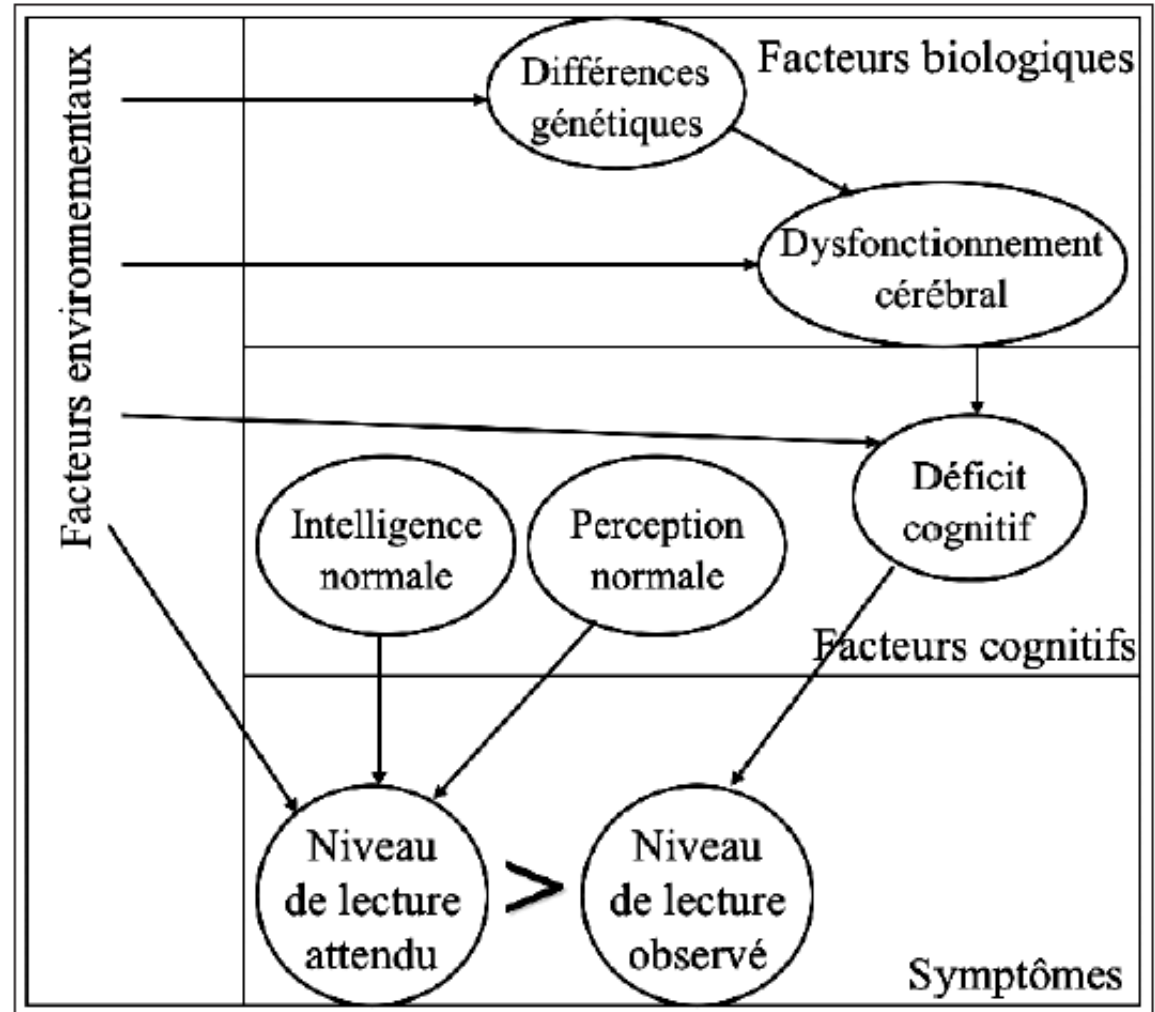 Facteurs environnementaux
Facteurs biologiques
Différences
génétiques
Dysfonctionnement
cérébral
Déficit
cognitif
Intelligence
normale
Perception
normale
Facteurs cognitifs
Niveau
de lecture
attendu
>
Niveau
de lecture
observé
Symptômes